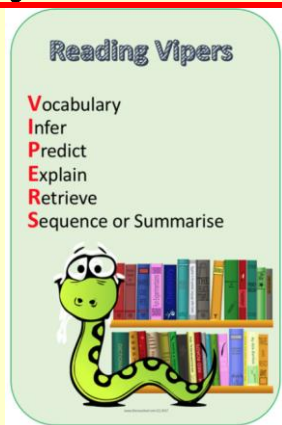 Reading Vipers
Vocabulary
Infer
Predict
Explain
Retrieve
Sequence or Summarise